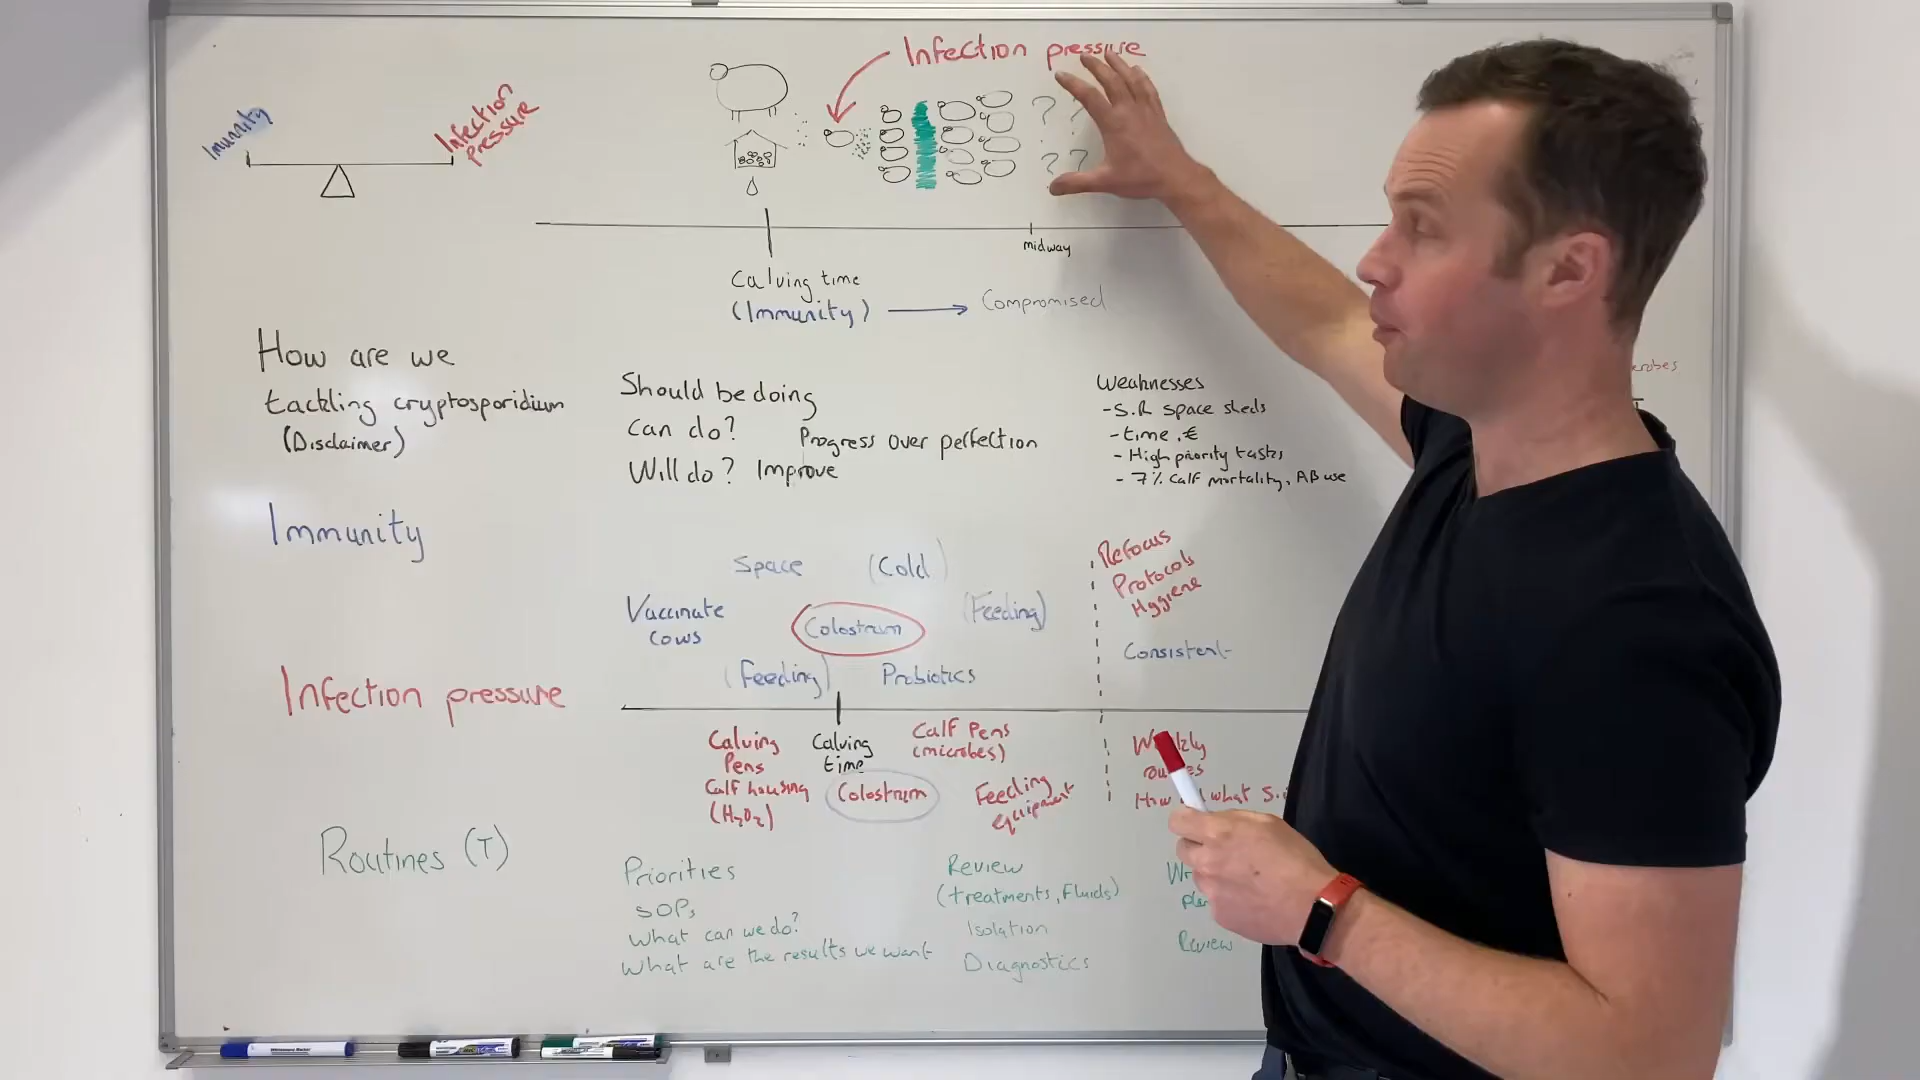 Imunity
Infection
pressure
Infection pressure
? ?
? ?
midway
Calving time
(Immunity)
Compromised
How are we
tackling cryptosporidium
(Disclaimer)
Should be doing
Can do?
Progress over perfection
Will do? Improve
Weaknesses
- S.R space sheds
- time, €
- High priority tasks
- 7% Calf mortality, AB use
Immunity
Space
(Cold)
Vaccinate
cows
Colostrum
(Feeding)
(Feeding)
Probiotics
Refocus
Protocols
Hygiene
Consistent
Infection pressure
Calving
Pens
Calf housing
(H2O2)
Calving
time
Colostrum
Calf Pens
(microbes)
Feeding
equipment
what
Routines (T)
Priorities
SOPs
What can we do?
What are the results we want
Review
(treatments, fluids)
Isolation
Diagnostics
Review